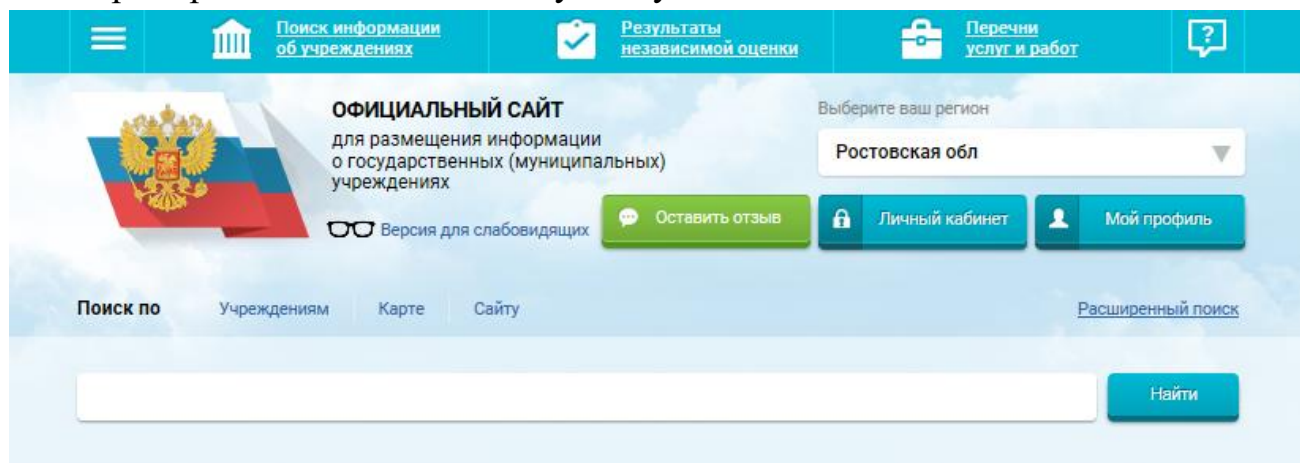 Поиск информации
об учреждениях
Результаты
независимой оценки
Перечни
услуг и работ
?
ОФИЦИАЛЬНЫЙ САЙТ
для размещения информации
о государственных (муниципальных)
учреждениях
Версия для слабовидящих
Оставить отзыв
Выберите ваш регион
Ростовская обл
Личный кабинет
Мой профиль
Поиск по Учреждениям Карте Сайту Расширенный поиск
Найти